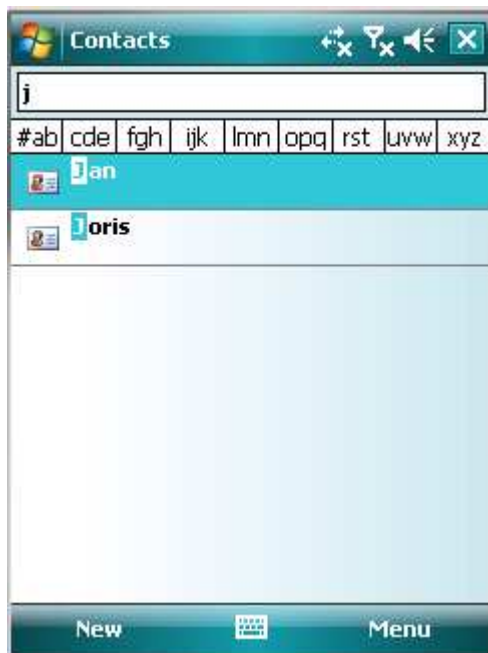 Contacts
j
#ab cde fgh ijk lmn opq rst uvw xyz
Jan
Joris
New Menu